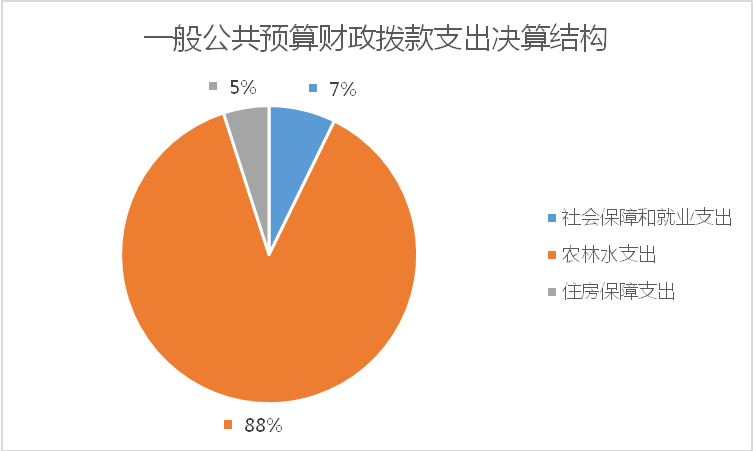 一般公共预算财政拨款支出决算结构
5%
7%
社会保障和就业支出
农林水支出
住房保障支出
88%